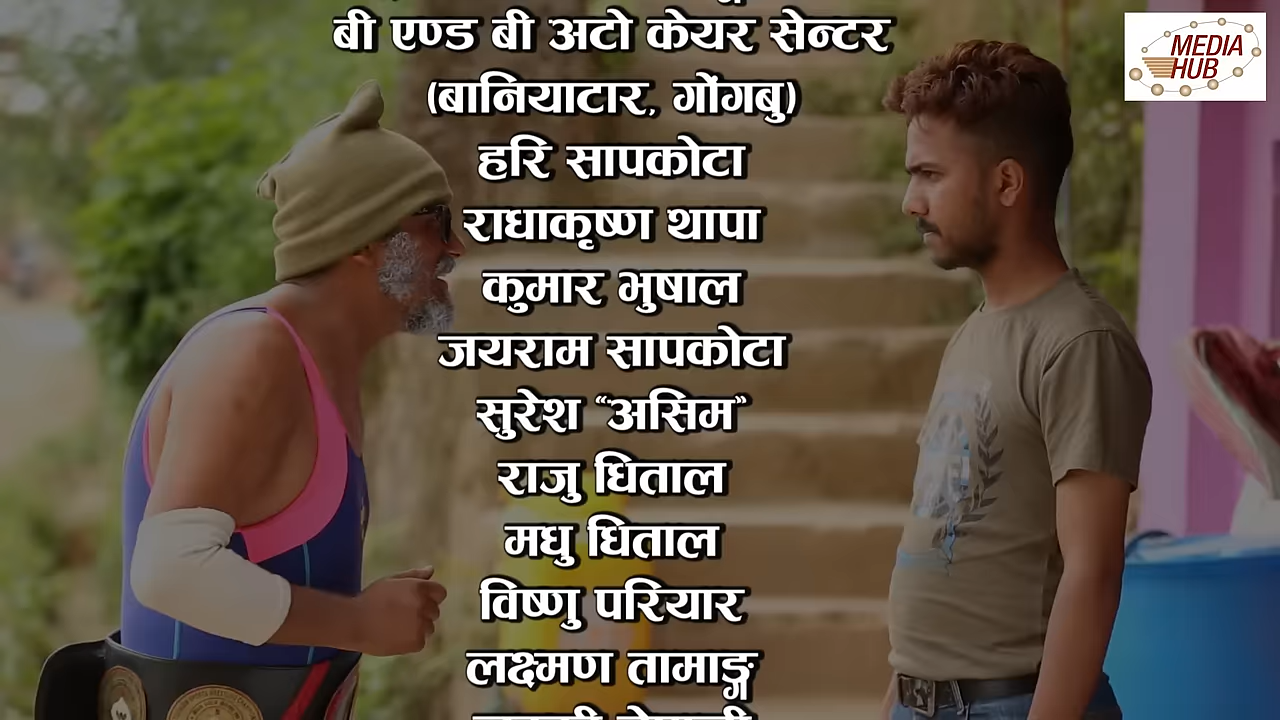 बी एण्ड बी अटो केयर सेन्टर
(बानियाटार, गोंगबु)
हरि सापकोटा
राधाकृष्ण थापा
कुमार भुषाल
जयराम सापकोटा
सुरेश “असिम”
राजु धिताल
मधु धिताल
विष्णु परियार
लक्ष्मण तामाङ्ग
MEDIA
HUB